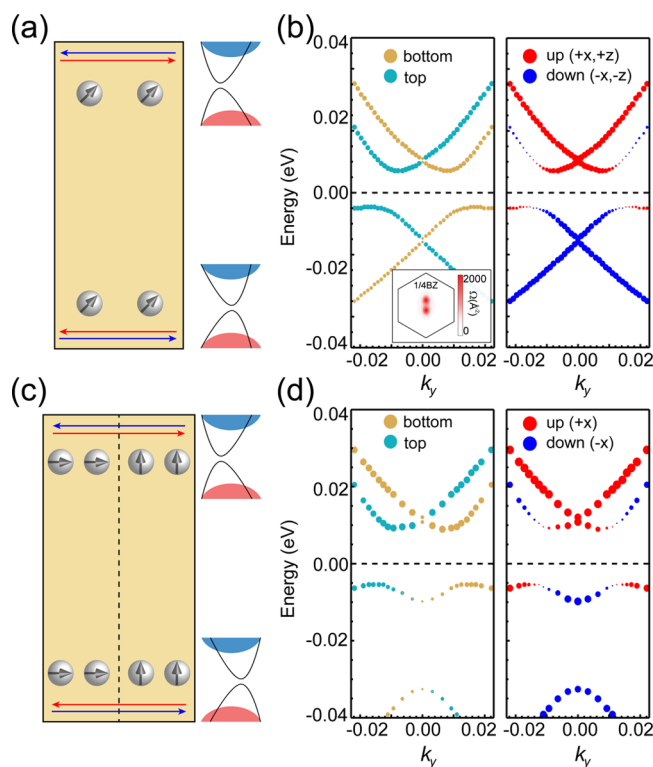 (a)
(b)
0.04
0.02
0.00
-0.02
-0.04
Energy (eV)
bottom
top
up (+x,+z)
down (-x,-z)
1/4BZ
2000
Ω(Å²)
0
-0.02 0.00 0.02
-0.02 0.00 0.02
k_y
k_y
(c)
(d)
0.04
0.02
0.00
-0.02
-0.04
Energy (eV)
bottom
top
up (+x)
down (-x)
-0.02 0.00 0.02
-0.02 0.00 0.02
k_y
k_y